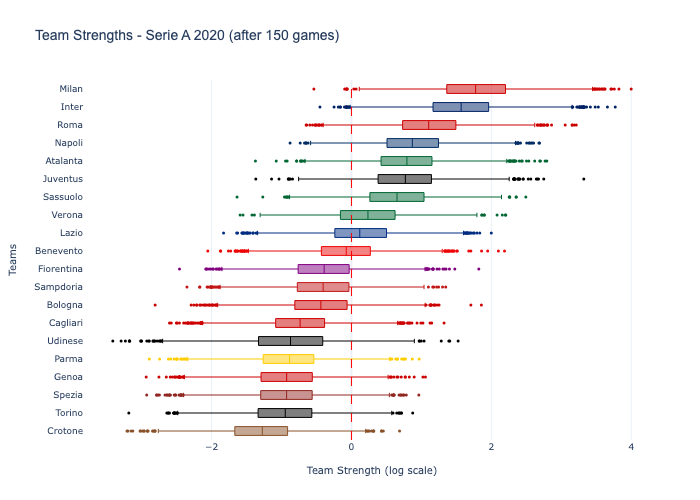 Team Strengths - Serie A 2020 (after 150 games)
Milan
Inter
Roma
Napoli
Atalanta
Juventus
Sassuolo
Verona
Lazio
Benevento
Fiorentina
Sampdoria
Bologna
Cagliari
Udinese
Parma
Genoa
Spezia
Torino
Crotone
Teams
−2 0 2 4
Team Strength (log scale)